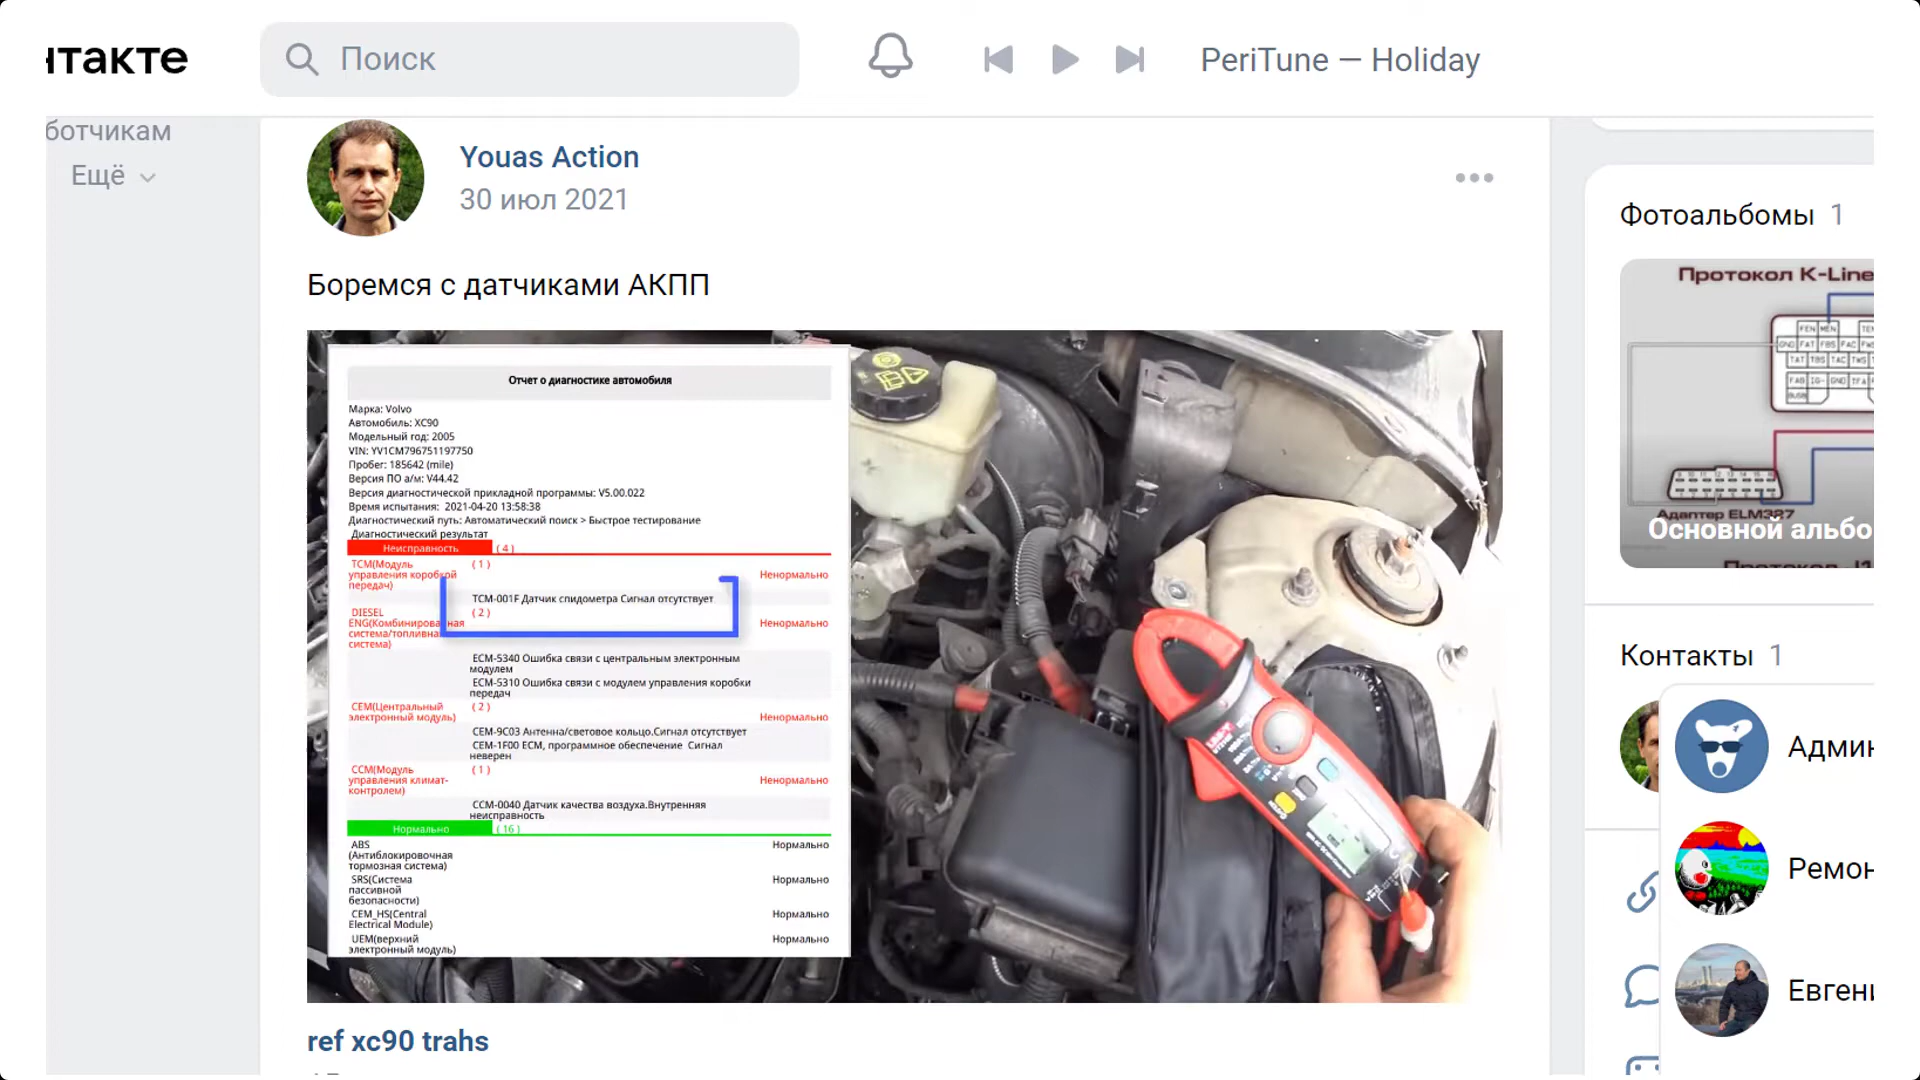 нтакте
Поиск
PeriTune — Holiday
ботчикам
Ещё
Youas Action
30 июл 2021
Боремся с датчиками АКПП
Отчет о диагностике автомобиля
Марка: Volvo
Автомобиль: XC90
Модельный год: 2005
VIN: YV1CM796751197750
Пробег: 185642 (mile)
Версия ПО а/м: V44.42
Версия диагностической прикладной программы: V5.00.022
Время испытания: 2021-04-20 13:58:38
Диагностический путь: Автоматический поиск > Быстрое тестирование
Диагностический результат
Неисправность ( 4 )
TCM(Модуль управления коробкой передач) ( 1 ) Ненормально
TCM-001F Датчик спидометра Сигнал отсутствует
DIESEL ENG(Комбинированная система/топливная система) ( 2 ) Ненормально
ECM-5340 Ошибка связи с центральным электронным
модулем
ECM-5310 Ошибка связи с модулем управления коробки
передач
CEM(Центральный электронный модуль) ( 2 ) Ненормально
CEM-9C03 Антенна/световое кольцо.Сигнал отсутствует
CEM-1F00 ECM, программное обеспечение Сигнал
неверен
CCM(Модуль управления климат-контролем) ( 1 ) Ненормально
CCM-0040 Датчик качества воздуха.Внутренняя
неисправность
Нормально ( 16 )
ABS Нормально
(Антиблокировочная
тормозная система)
SRS(Система Нормально
пассивной
безопасности)
CEM_HS(Central Нормально
Electrical Module)
UEM(верхний Нормально
электронный модуль)
ref xc90 trahs
Фотоальбомы 1
Протокол K-Line
Адаптер ELM327
Основной альбо
Протокол J1
Контакты 1
Админ
Ремон
Евгени